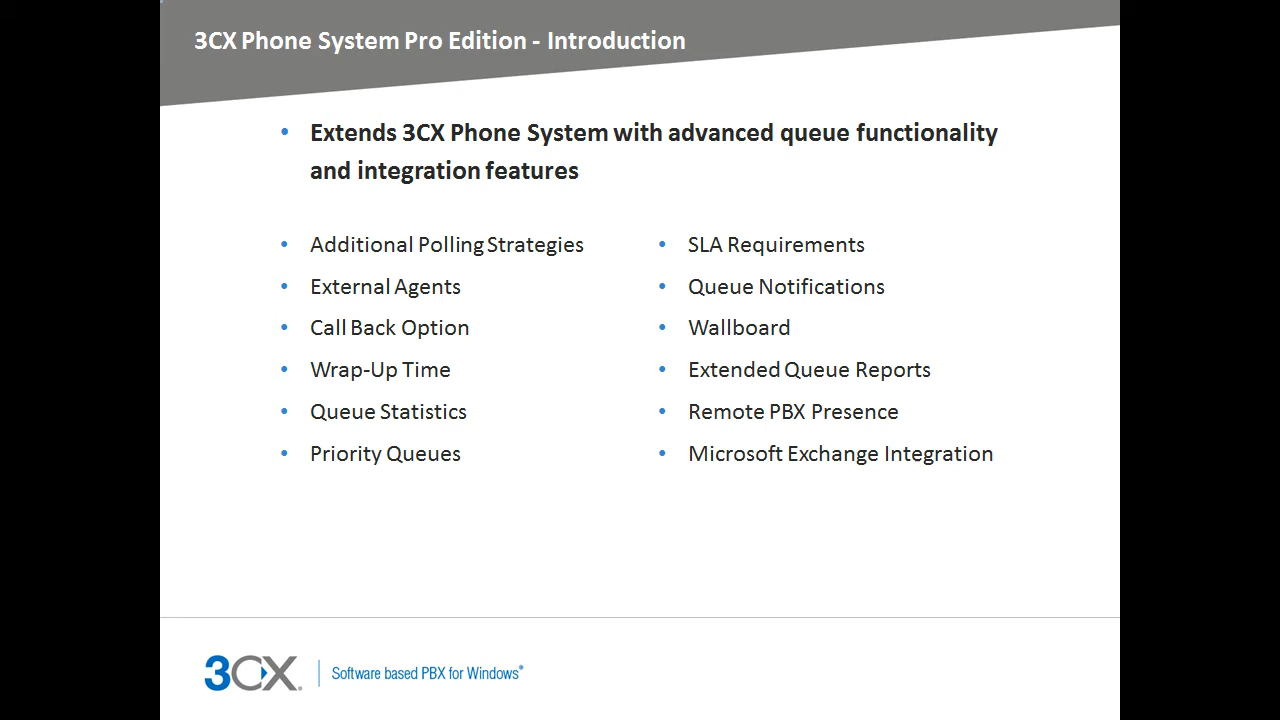 3CX Phone System Pro Edition - Introduction
• Extends 3CX Phone System with advanced queue functionality
and integration features
• Additional Polling Strategies
• External Agents
• Call Back Option
• Wrap-Up Time
• Queue Statistics
• Priority Queues
• SLA Requirements
• Queue Notifications
• Wallboard
• Extended Queue Reports
• Remote PBX Presence
• Microsoft Exchange Integration
3CX® | Software based PBX for Windows®